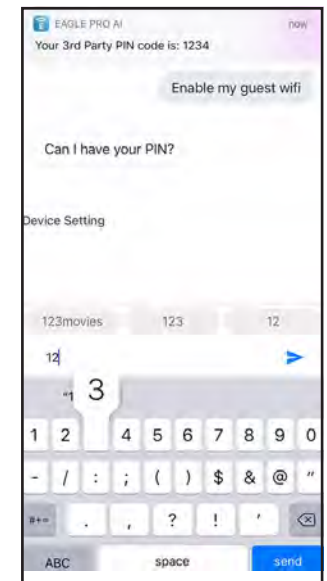 EAGLE PRO AI now
Your 3rd Party PIN code is: 1234
Enable my guest wifi
Can I have your PIN?
Device Setting
123movies 123 12
12
"1 3
1 2 4 5 6 7 8 9 0
- / : ; ( ) $ & @ "
#+= . , ? ! '
ABC space send